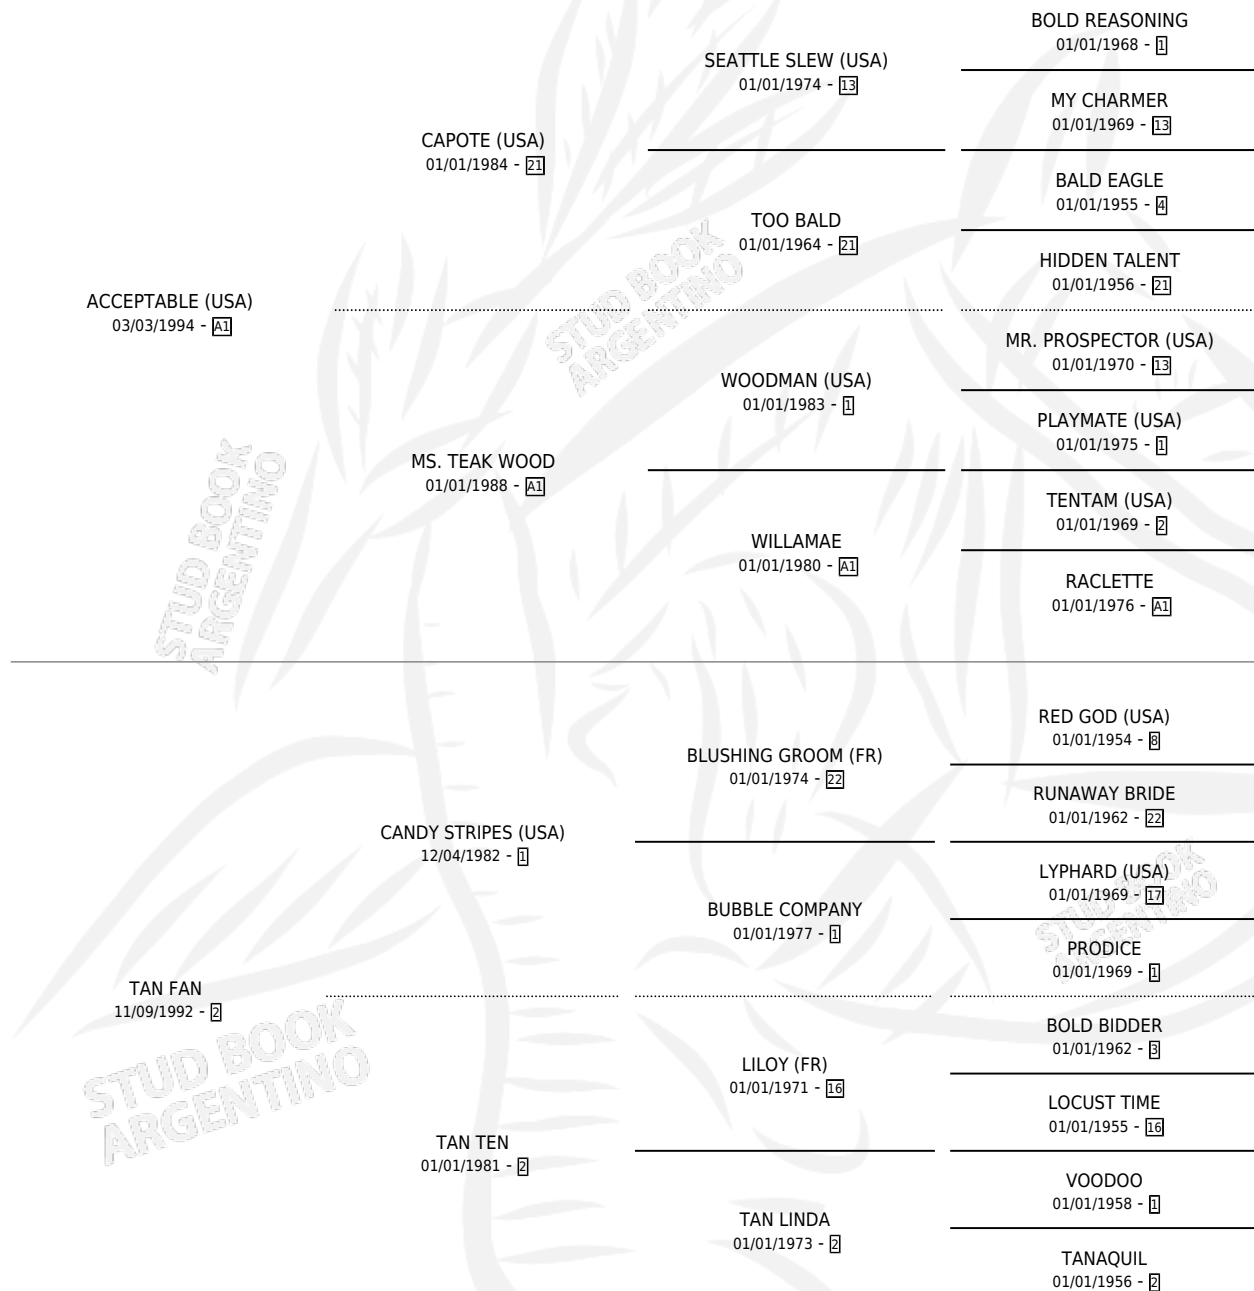 BOLD REASONING
01/01/1968 - 1
SEATTLE SLEW (USA)
01/01/1974 - 13
MY CHARMER
01/01/1969 - 13
CAPOTE (USA)
01/01/1984 - 21
BALD EAGLE
01/01/1955 - 4
TOO BALD
01/01/1964 - 21
HIDDEN TALENT
01/01/1956 - 21
ACCEPTABLE (USA)
03/03/1994 - A1
MR. PROSPECTOR (USA)
01/01/1970 - 13
WOODMAN (USA)
01/01/1983 - 1
PLAYMATE (USA)
01/01/1975 - 1
MS. TEAK WOOD
01/01/1988 - A1
TENTAM (USA)
01/01/1969 - 2
WILLAMAE
01/01/1980 - A1
RACLETTE
01/01/1976 - A1
RED GOD (USA)
01/01/1954 - 8
BLUSHING GROOM (FR)
01/01/1974 - 22
RUNAWAY BRIDE
01/01/1962 - 22
CANDY STRIPES (USA)
12/04/1982 - 1
LYPHARD (USA)
01/01/1969 - 17
BUBBLE COMPANY
01/01/1977 - 1
PRODICE
01/01/1969 - 1
TAN FAN
11/09/1992 - 2
BOLD BIDDER
01/01/1962 - 3
LILOY (FR)
01/01/1971 - 16
LOCUST TIME
01/01/1955 - 16
TAN TEN
01/01/1981 - 2
VOODOO
01/01/1958 - 1
TAN LINDA
01/01/1973 - 2
TANAQUIL
01/01/1956 - 2
STUD BOOK
ARGENTINO
STUD BOOK
ARGENTINO
STUD BOOK
ARGENTINO
STUD BOOK
ARGENTINO